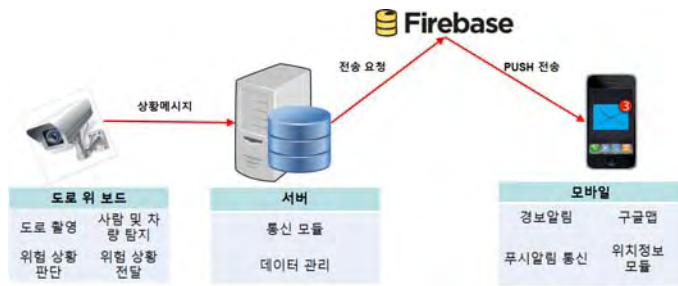 Firebase
전송 요청
PUSH 전송
상황메시지
3
도로 위 보드
도로 촬영
사람 및 차
량 탐지
위험 상황
판단
위험 상황
전달
서버
통신 모듈
데이터 관리
모바일
경보알림
구글맵
푸시알림 통신
위치정보
모듈